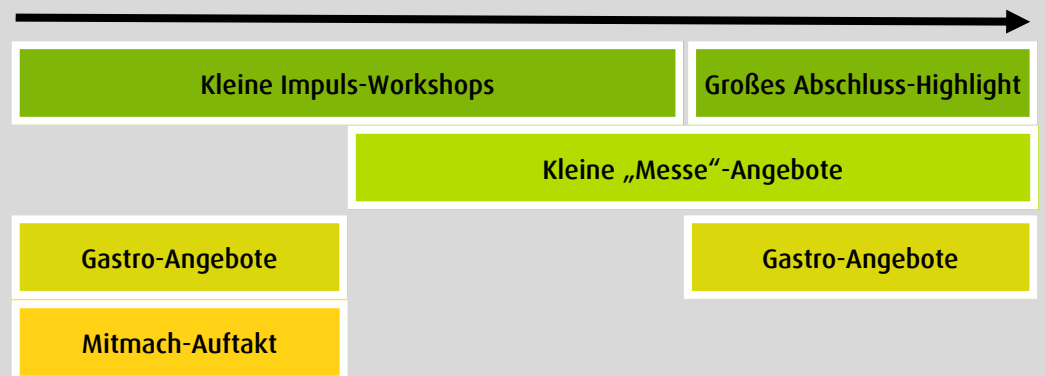 Kleine Impuls-Workshops
Großes Abschluss-Highlight
Kleine „Messe“-Angebote
Gastro-Angebote
Gastro-Angebote
Mitmach-Auftakt